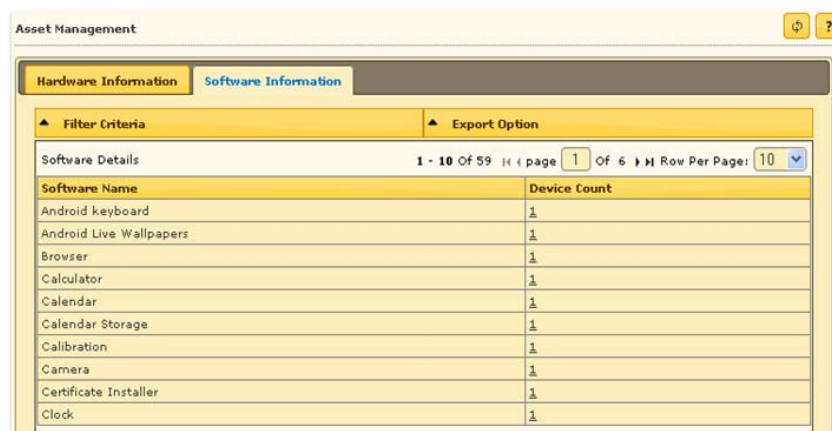 Asset Management
?
Hardware Information Software Information
Filter Criteria Export Option
Software Details 1 - 10 Of 59 page 1 Of 6 Row Per Page: 10
Software Name Device Count
Android keyboard 1
Android Live Wallpapers 1
Browser 1
Calculator 1
Calendar 1
Calendar Storage 1
Calibration 1
Camera 1
Certificate Installer 1
Clock 1